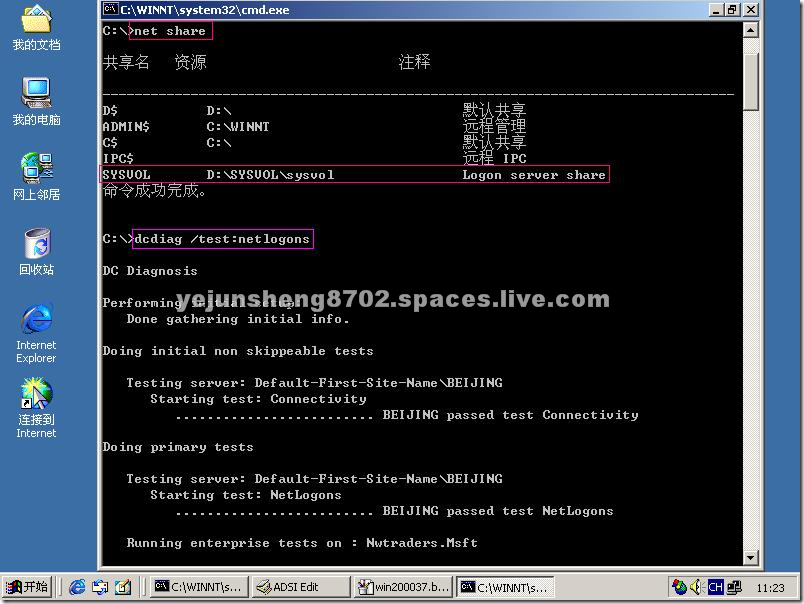 C:\WINNT\system32\cmd.exe
我的文档
我的电脑
网上邻居
回收站
Internet
Explorer
连接到
Internet
C:\>net share
共享名 资源 注释
-------------------------------------------------------------------------------
D$ D:\ 默认共享
ADMIN$ C:\WINNT 远程管理
C$ C:\ 默认共享
IPC$ 远程 IPC
SYSVOL D:\SYSVOL\sysvol Logon server share
命令成功完成。
C:\>dcdiag /test:netlogons
DC Diagnosis
Performing initial setup:
yejunsheng8702.spaces.live.com
Done gathering initial info.
Doing initial non skippeable tests
Testing server: Default-First-Site-Name\BEIJING
Starting test: Connectivity
......................... BEIJING passed test Connectivity
Doing primary tests
Testing server: Default-First-Site-Name\BEIJING
Starting test: NetLogons
......................... BEIJING passed test NetLogons
Running enterprise tests on : Nwtraders.Msft
开始 C:\WINNT\s... ADSI Edit win200037.b... C:\WINNT\s... CH 11:23